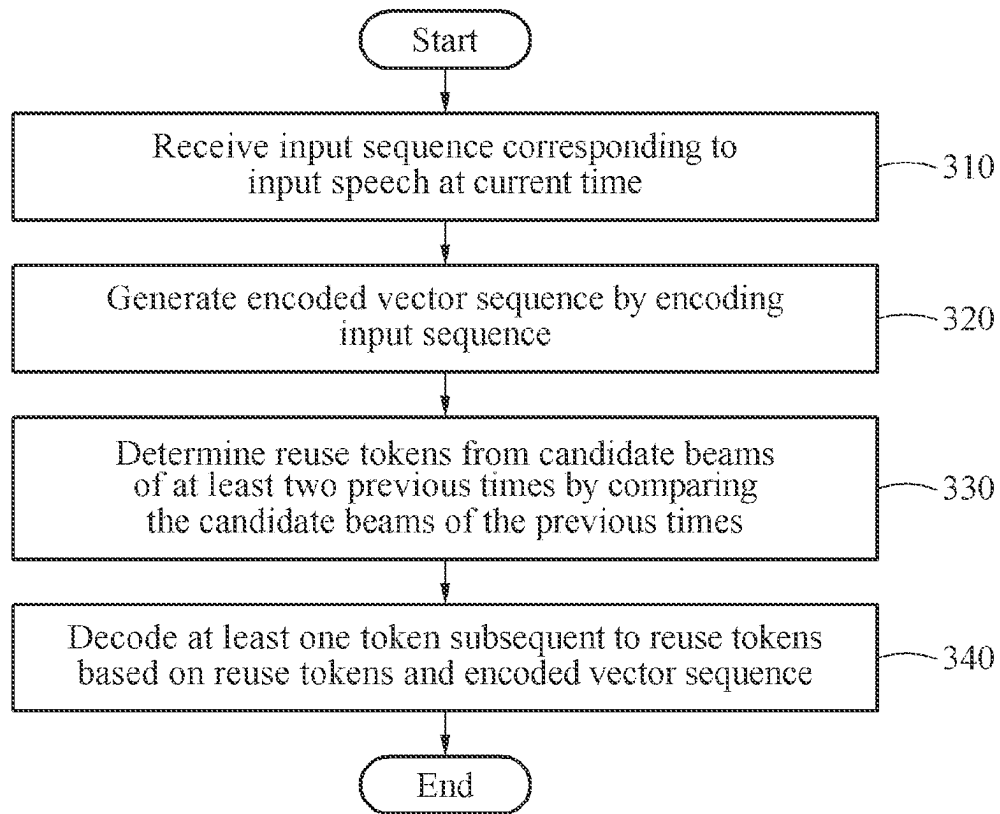 Start
Receive input sequence corresponding to
input speech at current time
310
Generate encoded vector sequence by encoding
input sequence
320
Determine reuse tokens from candidate beams
of at least two previous times by comparing
the candidate beams of the previous times
330
Decode at least one token subsequent to reuse tokens
based on reuse tokens and encoded vector sequence
340
End